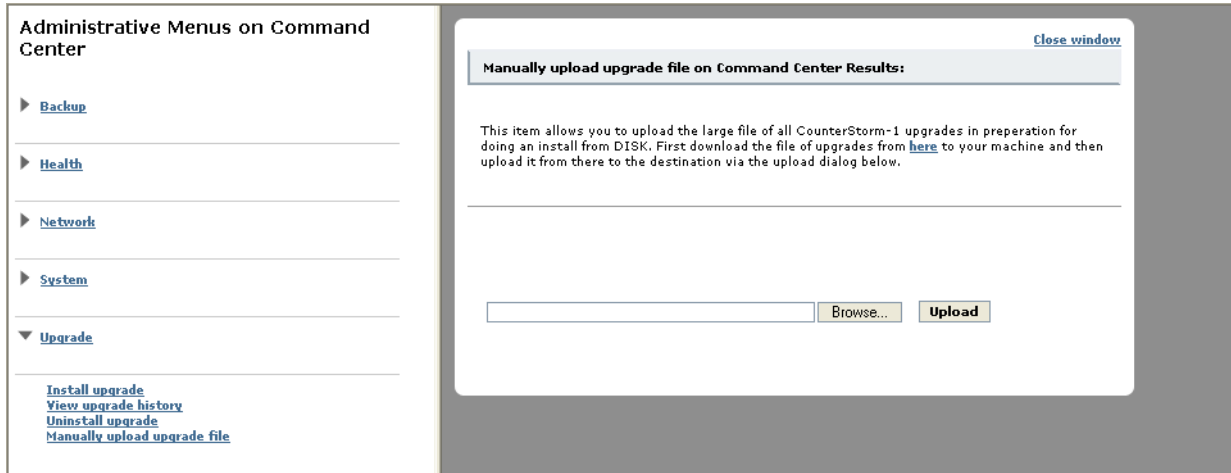 Administrative Menus on Command
Center
Backup
Health
Network
System
Upgrade
Install upgrade
View upgrade history
Uninstall upgrade
Manually upload upgrade file
Close window
Manually upload upgrade file on Command Center Results:
This item allows you to upload the large file of all CounterStorm-1 upgrades in preperation for
doing an install from DISK. First download the file of upgrades from here to your machine and then
upload it from there to the destination via the upload dialog below.
Browse... Upload